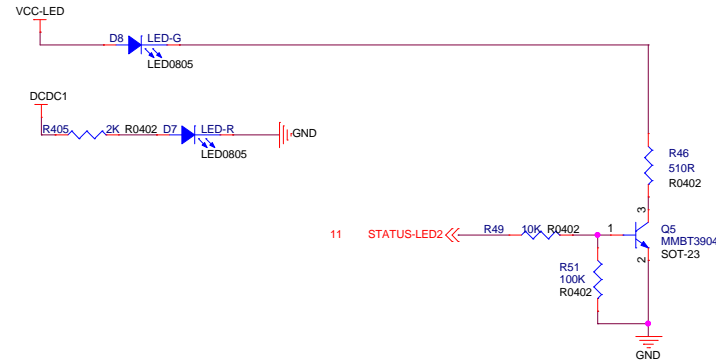 VCC-LED
D8 LED-G
LED0805
DCDC1
R405 2K R0402 D7 LED-R
GND
LED0805
R46
510R
R0402
3
11 STATUS-LED2 R49 10K R0402 1 Q5
MMBT3904
SOT-23
2
R51
100K
R0402
GND